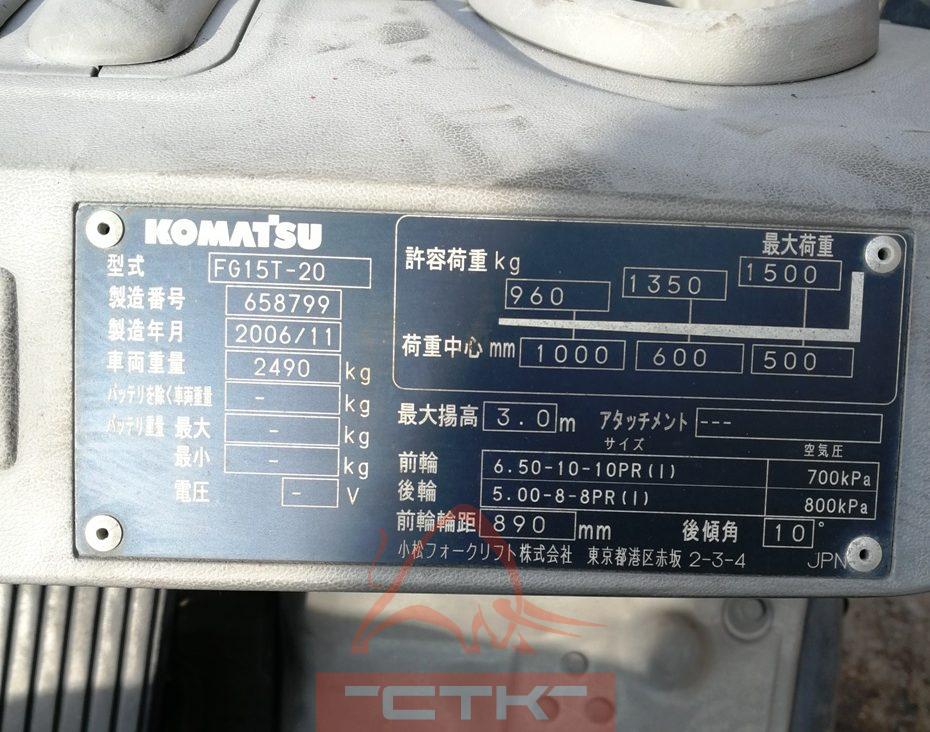 KOMATSU
型式 FG15T-20
製造番号 658799
製造年月 2006/11
車両重量 2490 kg
バッテリを除く車両重量 - kg
バッテリ重量 最大 - kg
最小 - kg
電圧 - V
最大荷重
許容荷重 kg 960 1350 1500
荷重中心 mm 1000 600 500
最大揚高 3.0 m アタッチメント ---
サイズ 空気圧
前輪 6.50-10-10PR(I) 700kPa
後輪 5.00-8-8PR(I) 800kPa
前輪輪距 890 mm 後傾角 10°
小松フォークリフト株式会社 東京都港区赤坂 2-3-4 JPN
CTK